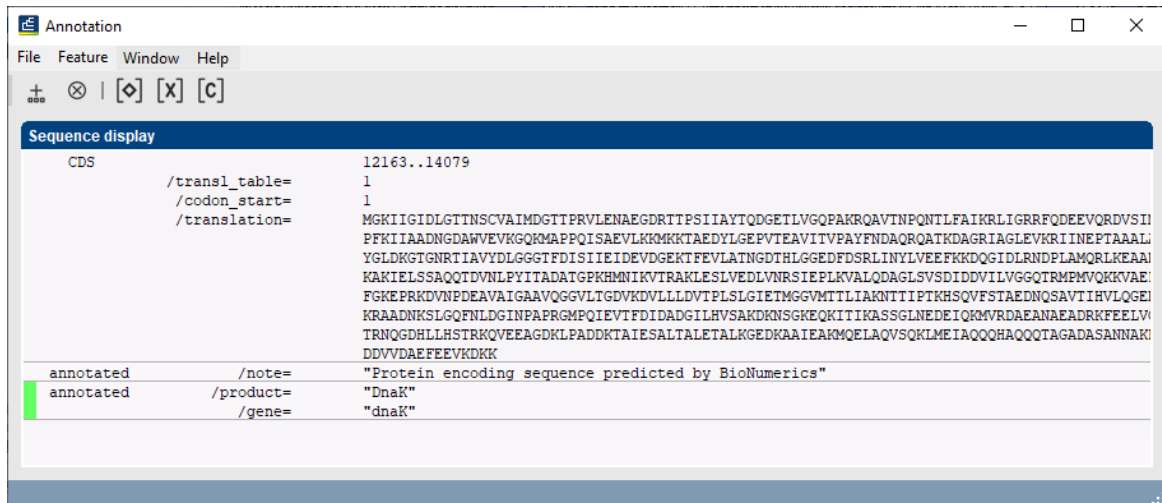 Annotation
File Feature Window Help
[X] [C]
Sequence display
CDS 12163..14079
/transl_table= 1
/codon_start= 1
/translation= MGKIIGIDLGTTNSCVAIMDGTTPRVLENAEGDRTTPSIIAYTQDGETLVGQPAKRQAVTNPQNTLFAIKRLIGRRFQDEEVQRDVSI
PFKIIAADNGDAWVEVKGQKMAPPQISAEVLKKMKKTAEDYLGEPVTEAVITVPAYFNDAQRQATKDAGRIAGLEVKRIINEPTAAAL
YGLDKGTGNRTIAVYDLGGGTFDISIIEIDEVDGEKTFEVLATNGDTHLGGEDFDSRLINYLVEEFKKDQGIDLRNDPLAMQRLKEAA
KAKIELSSAQQTDVNLPYITADATGPKHMNIKVTRAKLESLVEDLVNRSIEPLKVALQDAGLSVSDIDDVILVGGQTRMPMVQKKVAE
FGKEPRKDVNPDEAVAIGAAVQGGVLTGDVKDVLLLDVTPLSLGIETMGGVMTTLIAKNTTIPTKHSQVFSTAEDNQSAVTIHVLQGE
KRAADNKSLGQFNLDGINPAPRGMPQIEVTFDIDADGILHVSAKDKNSGKEQKITIKASSGLNEDEIQKMVRDAEANAEADRKFEELV
TRNQGDHLLHSTRKQVEEAGDKLPADDKTAIESALTALETALKGEDKAAIEAKMQELAQVSQKLMEIAQQQHAQQQTAGADASANNAK
DDVVDAEFEEVKDKK
annotated /note= "Protein encoding sequence predicted by BioNumerics"
annotated /product= "DnaK"
/gene= "dnaK"